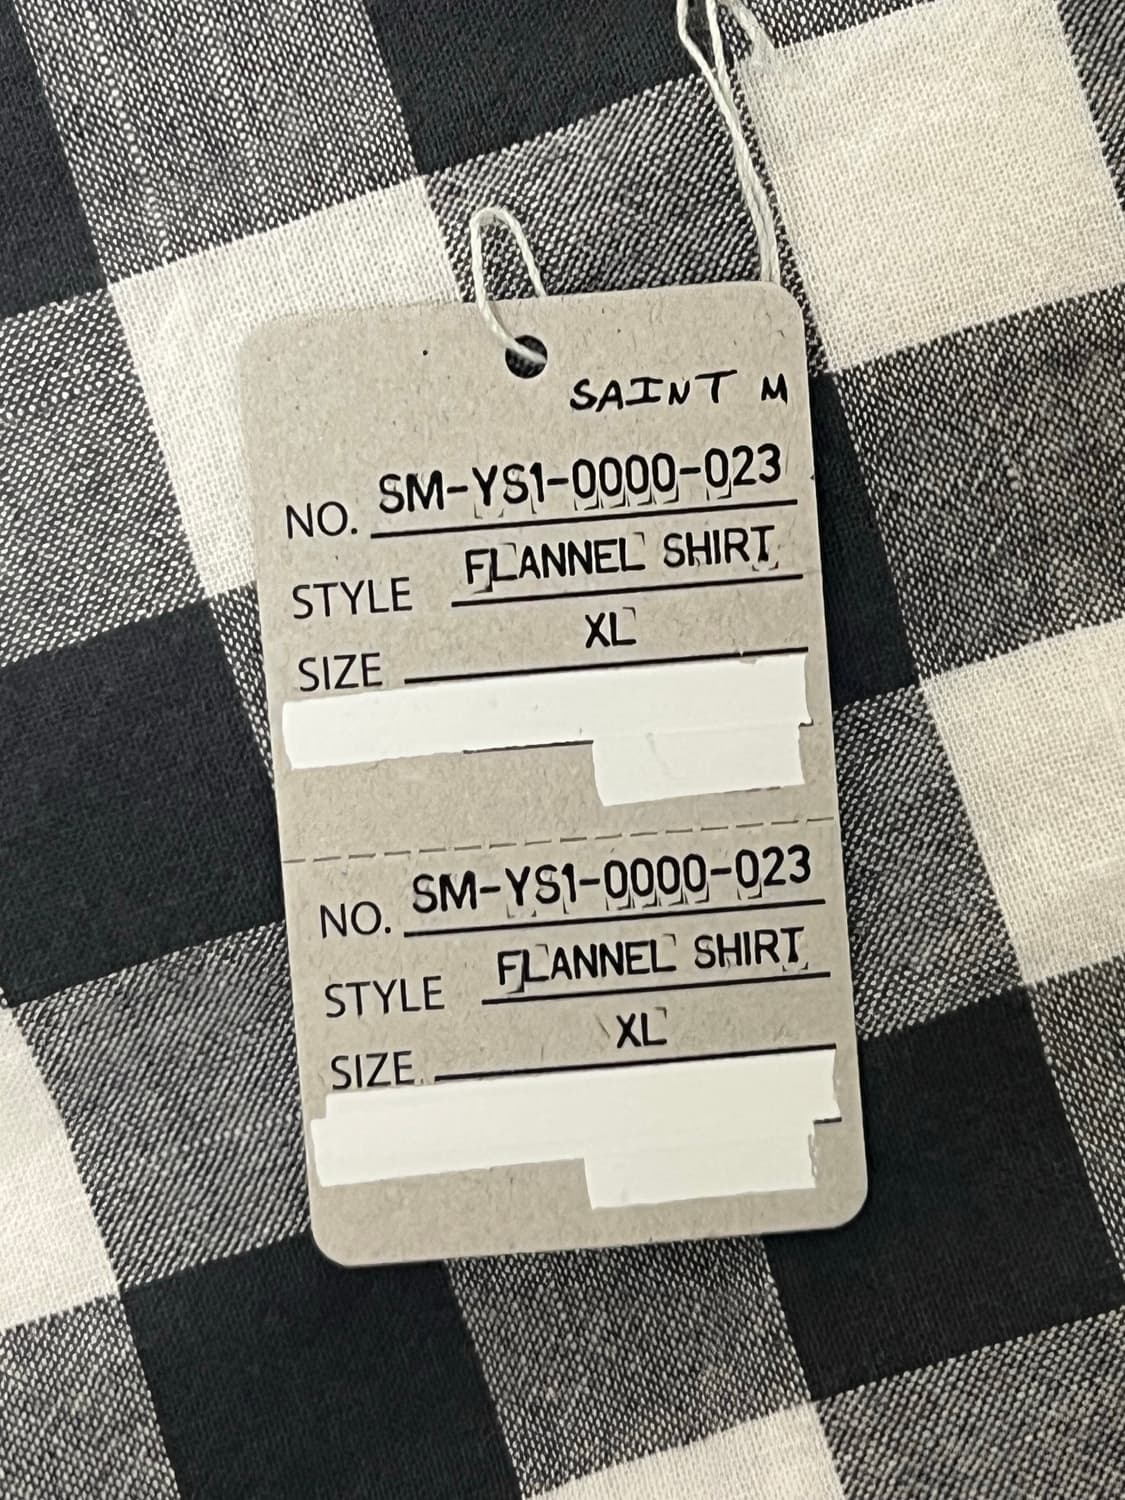 SAINT M
NO. SM-YS1-0000-023
STYLE FLANNEL SHIRT
SIZE XL
NO. SM-YS1-0000-023
STYLE FLANNEL SHIRT
SIZE XL